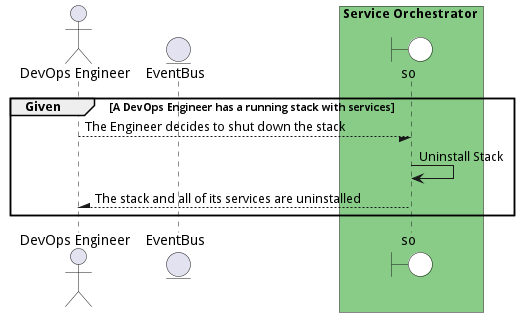 Service Orchestrator
DevOps Engineer
EventBus
so
Given
[A DevOps Engineer has a running stack with services]
The Engineer decides to shut down the stack
Uninstall Stack
The stack and all of its services are uninstalled
DevOps Engineer
EventBus
so